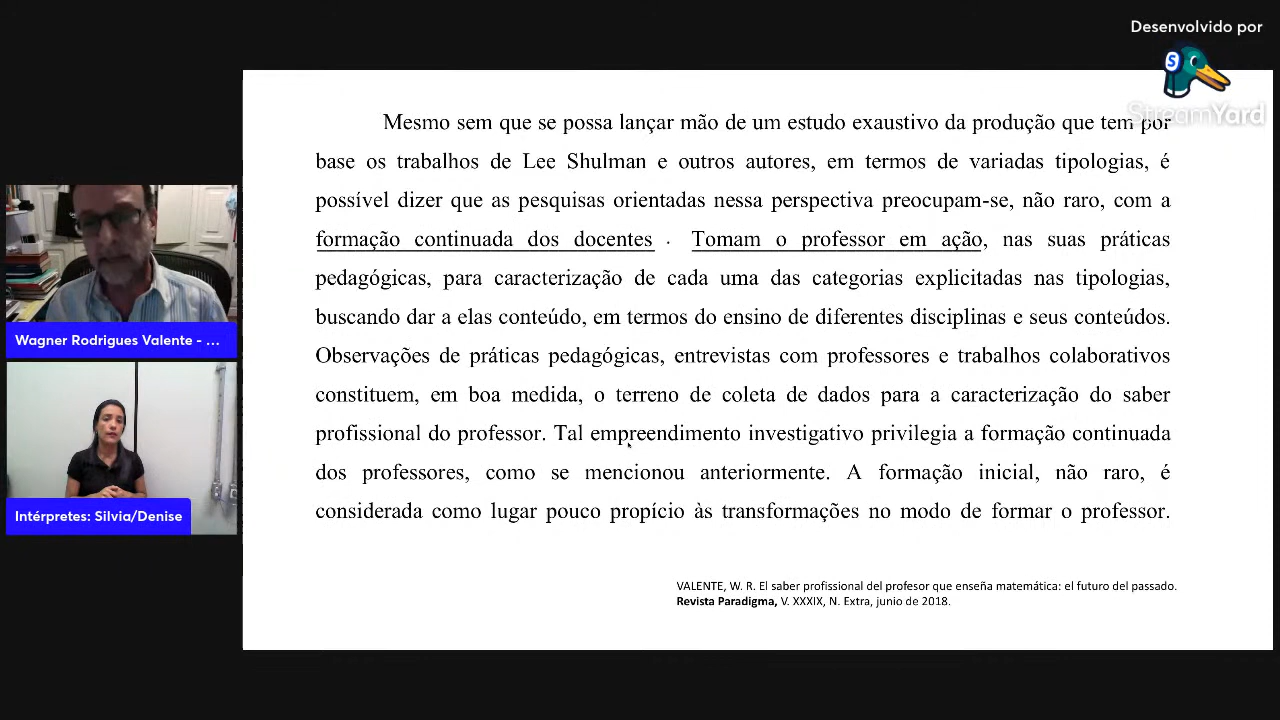 Desenvolvido por
StreamYard
Mesmo sem que se possa lançar mão de um estudo exaustivo da produção que tem por
base os trabalhos de Lee Shulman e outros autores, em termos de variadas tipologias, é
possível dizer que as pesquisas orientadas nessa perspectiva preocupam-se, não raro, com a
formação continuada dos docentes . Tomam o professor em ação, nas suas práticas
pedagógicas, para caracterização de cada uma das categorias explicitadas nas tipologias,
buscando dar a elas conteúdo, em termos do ensino de diferentes disciplinas e seus conteúdos.
Observações de práticas pedagógicas, entrevistas com professores e trabalhos colaborativos
constituem, em boa medida, o terreno de coleta de dados para a caracterização do saber
profissional do professor. Tal empreendimento investigativo privilegia a formação continuada
dos professores, como se mencionou anteriormente. A formação inicial, não raro, é
considerada como lugar pouco propício às transformações no modo de formar o professor.
VALENTE, W. R. El saber profissional del profesor que enseña matemática: el futuro del passado.
Revista Paradigma, V. XXXIX, N. Extra, junio de 2018.
Wagner Rodrigues Valente - ...
Intérpretes: Silvia/Denise